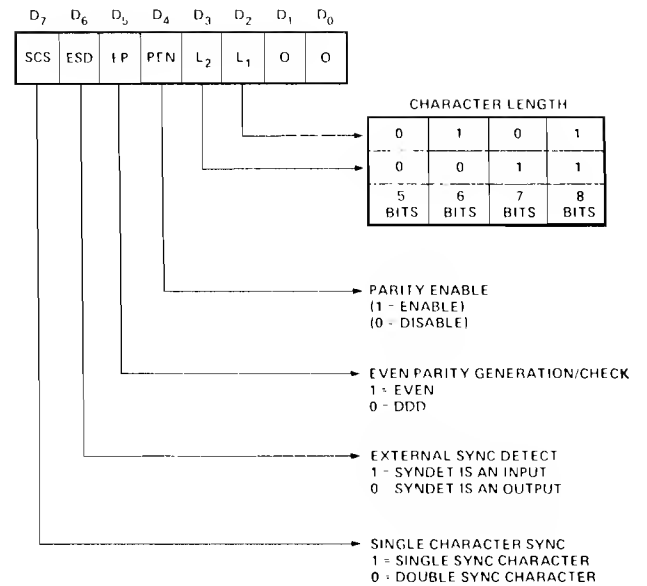 D7 D6 D5 D4 D3 D2 D1 D0
SCS ESD EP PEN L2 L1 0 0
CHARACTER LENGTH
0 1 0 1
0 0 1 1
5 BITS 6 BITS 7 BITS 8 BITS
PARITY ENABLE
(1 = ENABLE)
(0 = DISABLE)
EVEN PARITY GENERATION/CHECK
1 = EVEN
0 = ODD
EXTERNAL SYNC DETECT
1 = SYNDET IS AN INPUT
0 SYNDET IS AN OUTPUT
SINGLE CHARACTER SYNC
1 = SINGLE SYNC CHARACTER
0 = DOUBLE SYNC CHARACTER